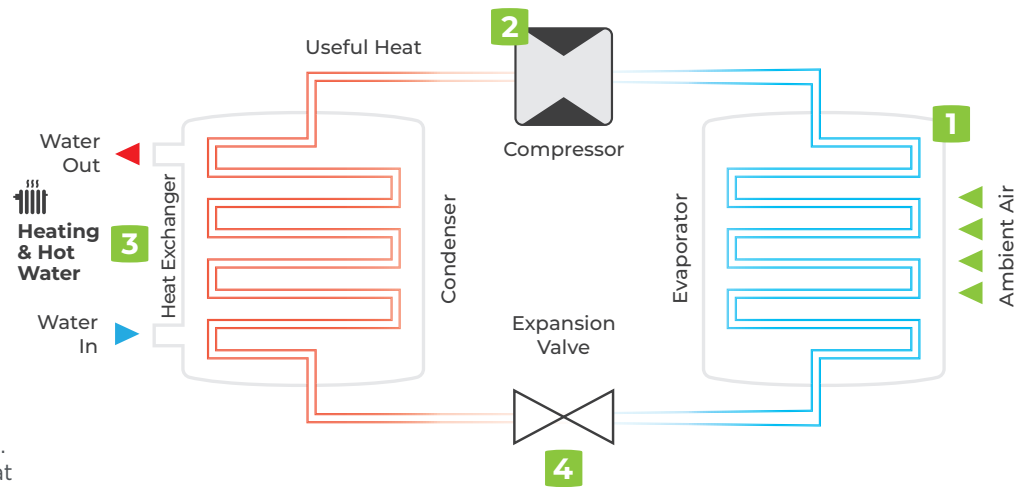 2
Useful Heat
Compressor
1
Water
Out
Heating
& Hot
Water
3
Heat Exchanger
Condenser
Evaporator
Ambient Air
Water
In
Expansion
Valve
4
.